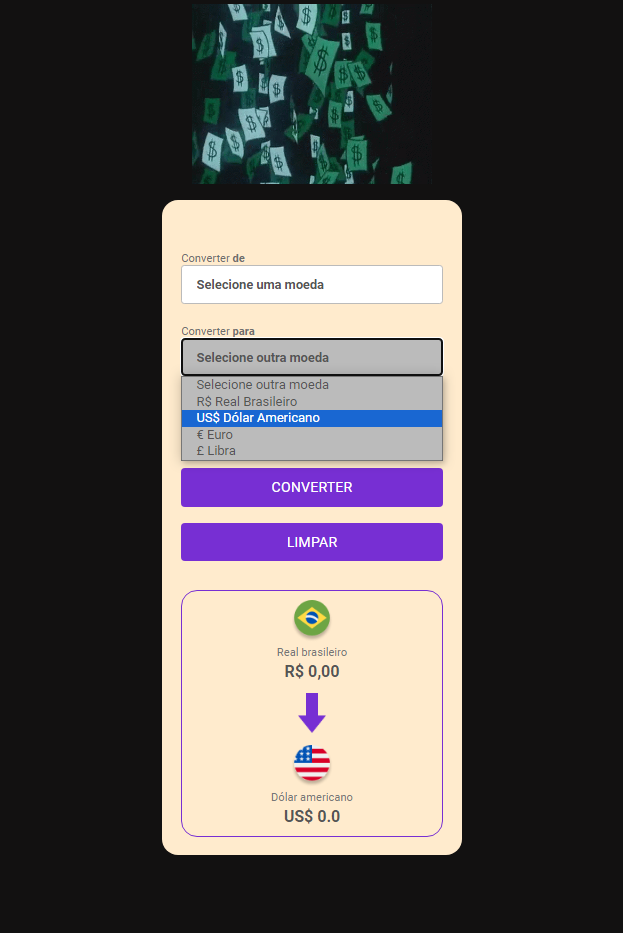 Converter de
Selecione uma moeda
Converter para
Selecione outra moeda
Selecione outra moeda
R$ Real Brasileiro
US$ Dólar Americano
€ Euro
£ Libra
CONVERTER
LIMPAR
Real brasileiro
R$ 0,00
Dólar americano
US$ 0.0